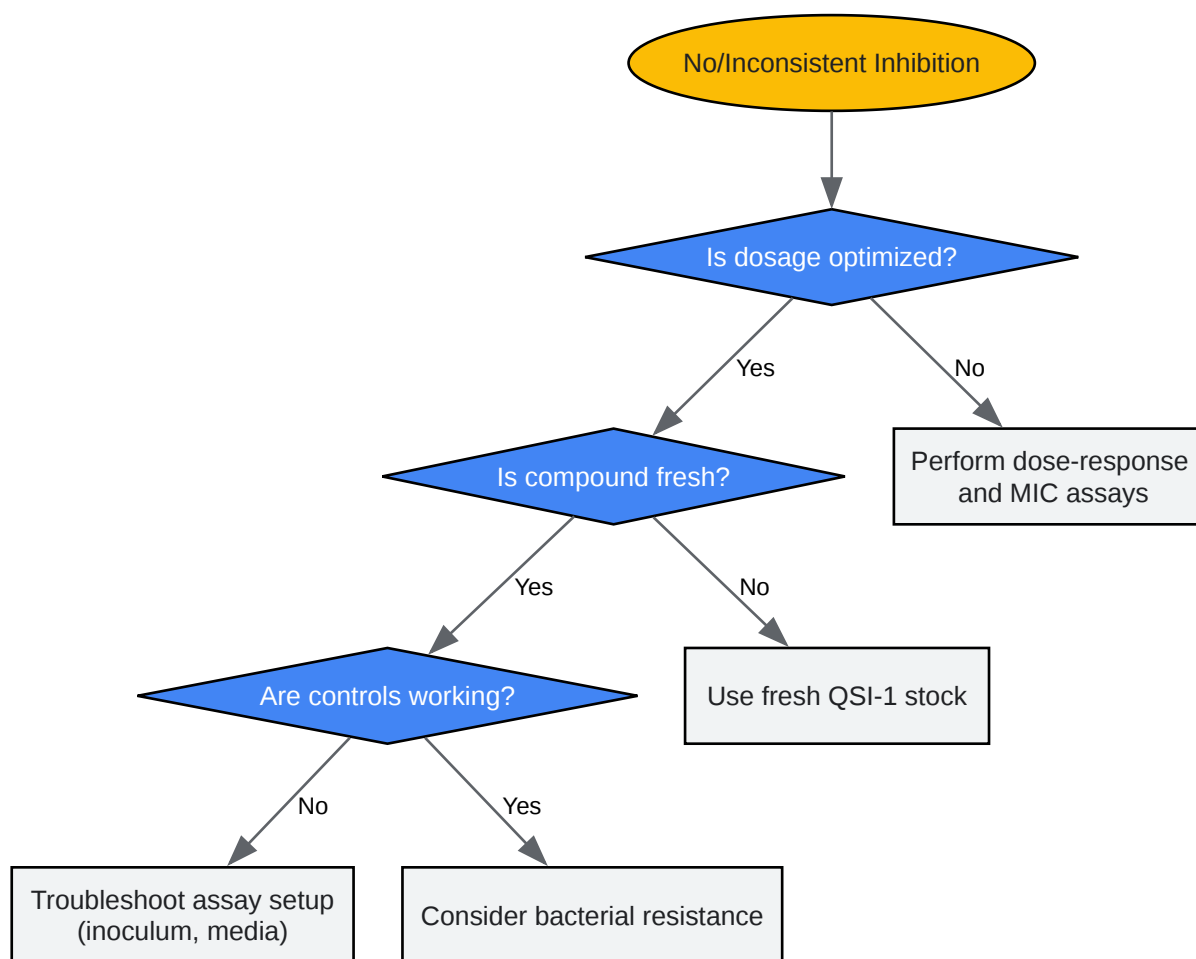 No/Inconsistent Inhibition
Is dosage optimized?
Yes
No
Is compound fresh?
Perform dose-response
and MIC assays
Yes
No
Are controls working?
Use fresh QSI-1 stock
No
Yes
Troubleshoot assay setup
(inoculum, media)
Consider bacterial resistance